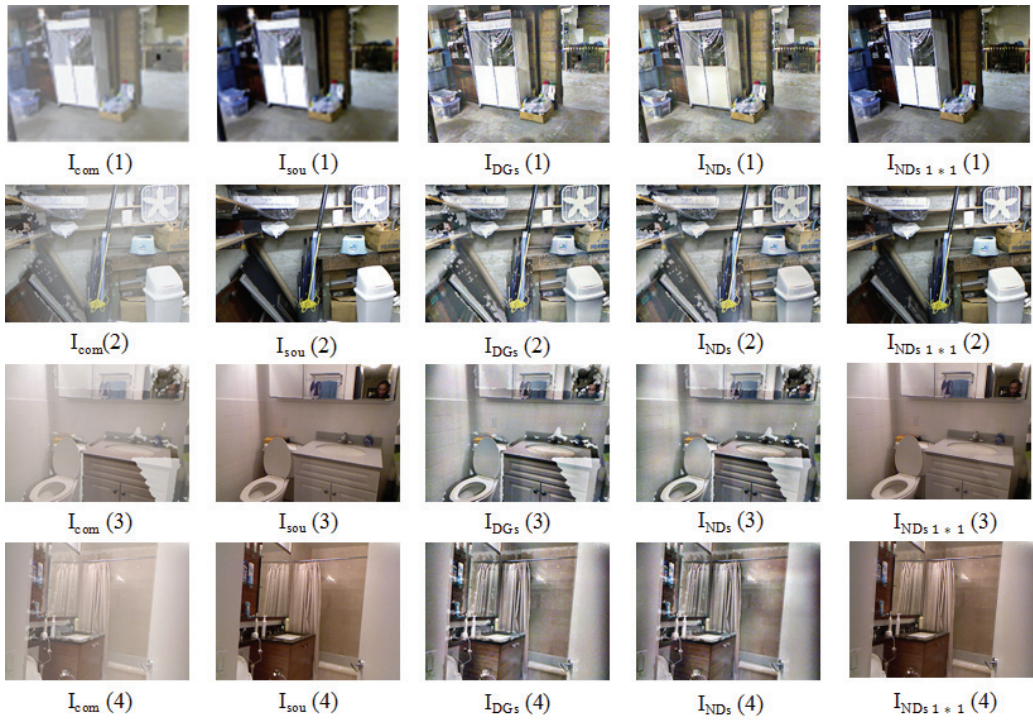 I_com (1) I_sou (1) I_DGs (1) I_NDs (1) I_NDs 1 * 1 (1)
I_com(2) I_sou (2) I_DGs (2) I_NDs (2) I_NDs 1 * 1 (2)
I_com (3) I_sou (3) I_DGs (3) I_NDs (3) I_NDs 1 * 1 (3)
I_com (4) I_sou (4) I_DGs (4) I_NDs (4) I_NDs 1 * 1 (4)